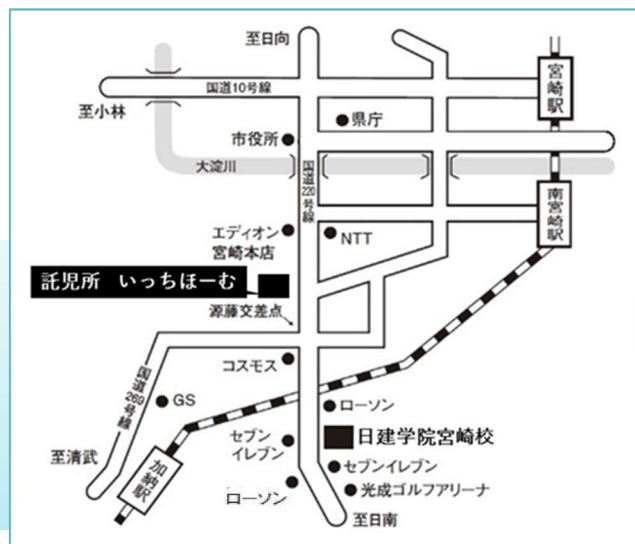 至日向
国道10号線
至小林
宮崎駅
県庁
市役所
大淀川
国道220号線
南宮崎駅
エディオン
宮崎本店
NTT
託児所 いっちほーむ
源藤交差点
コスモス
国道269号線
GS
ローソン
セブン
イレブン
日建学院宮崎校
至清武
加納駅
セブンイレブン
ローソン
光成ゴルフアリーナ
至日南